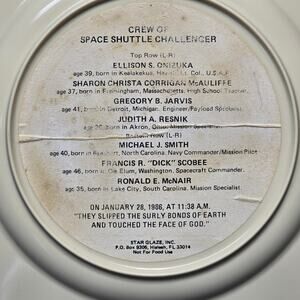 CREW OF
SPACE SHUTTLE CHALLENGER
Top Row (L-R)
ELLISON S. ONIZUKA
age 39, born in Kealakekua, Hawaii, Lt. Col., U.S.A.F.
SHARON CHRISTA CORRIGAN McAULIFFE
age 37, born in Framingham, Massachusetts, High School Teacher
GREGORY B. JARVIS
age 41, born in Detroit, Michigan. Engineer/Payload Specialist
JUDITH A. RESNIK
age born in Akron, Ohio, Mission Specialist
Bottom Row (L-R)
MICHAEL J. SMITH
age 40, born in Beaufort, North Carolina. Navy Commander/Mission Pilot
FRANCIS R. "DICK" SCOBEE
age 46, born in Cle Elum, Washington, Spacecraft Commander.
RONALD E. McNAIR
age 35, born in Lake City, South Carolina. Mission Specialist
ON JANUARY 28, 1986, AT 11:38 A.M.
"THEY SLIPPED THE SURLY BONDS OF EARTH
AND TOUCHED THE FACE OF GOD."
STAR GLAZE, INC.
P.O. Box 9306, Hialeah, FL 33014
Not For Food Use